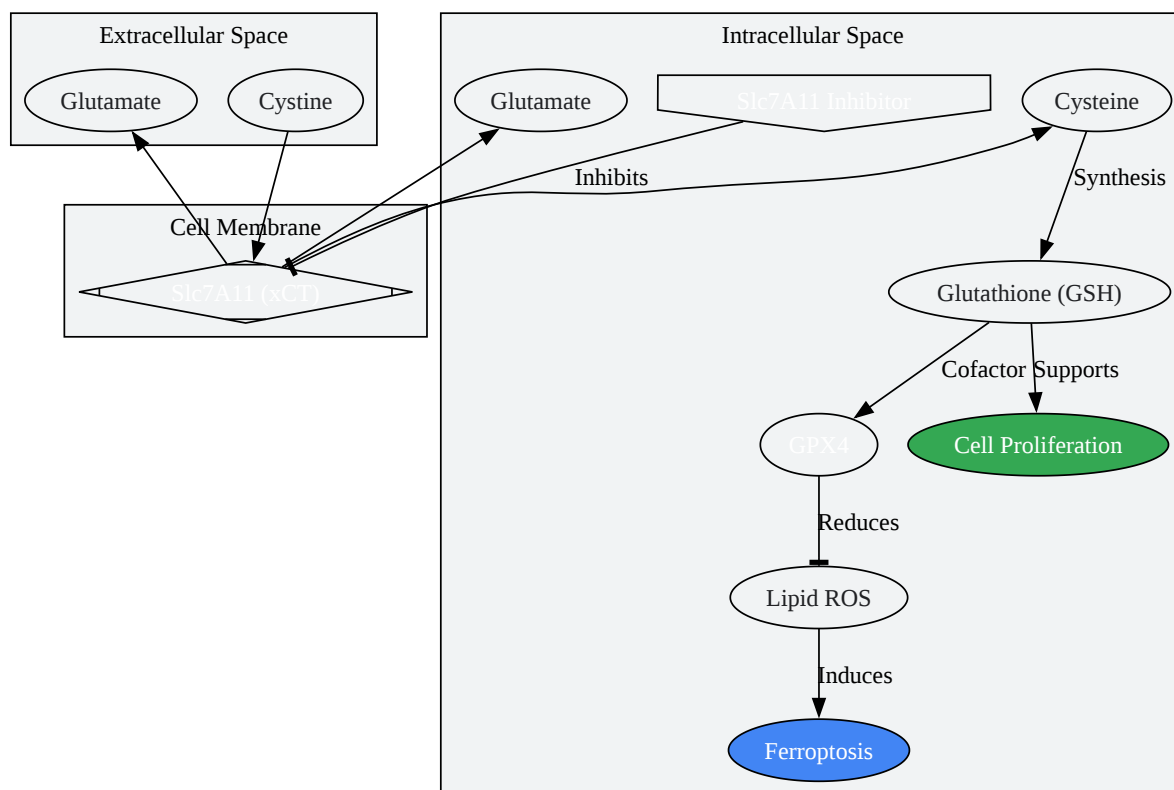 Extracellular Space
Intracellular Space
Glutamate
Cystine
Glutamate
Slc7A11 Inhibitor
Cysteine
Inhibits
Synthesis
Cell Membrane
Slc7A11 (xCT)
Glutathione (GSH)
Cofactor
Supports
GPX4
Cell Proliferation
Reduces
Lipid ROS
Induces
Ferroptosis